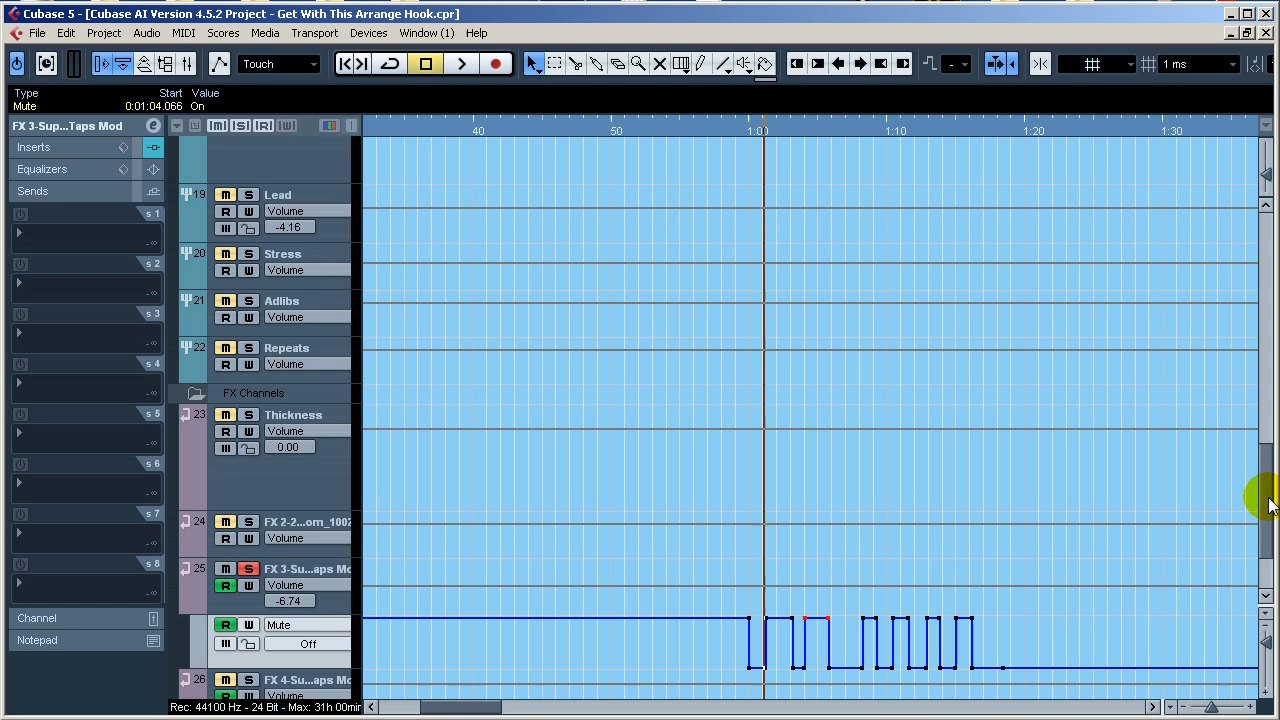 Cubase 5 - [Cubase AI Version 4.5.2 Project - Get With This Arrange Hook.cpr]
File Edit Project Audio MIDI Scores Media Transport Devices Window (1) Help
Touch - 1 ms
Type Start Value
Mute 0:01:04.066 On
FX 3-Sup...Taps Mod e [M] [S] [R] [W]
40 50 1:00 1:10 1:20 1:30
Inserts
Equalizers
Sends
s 1
-∞
s 2
-∞
s 3
-∞
s 4
-∞
s 5
-∞
s 6
-∞
s 7
-∞
s 8
-∞
Channel
Notepad
19 m S Lead
R W Volume
-4.16
20 m S Stress
R W Volume
21 m S Adlibs
R W Volume
22 m S Repeats
R W Volume
FX Channels
23 m S Thickness
R W Volume
0.00
24 m S FX 2-2...om_1002
R W Volume
25 m S FX 3-Su...aps Mo
R W Volume
-6.74
R W Mute
Off
26 m S FX 4-Su...aps Mo
R W Volume
Rec: 44100 Hz - 24 Bit - Max: 31h 00min